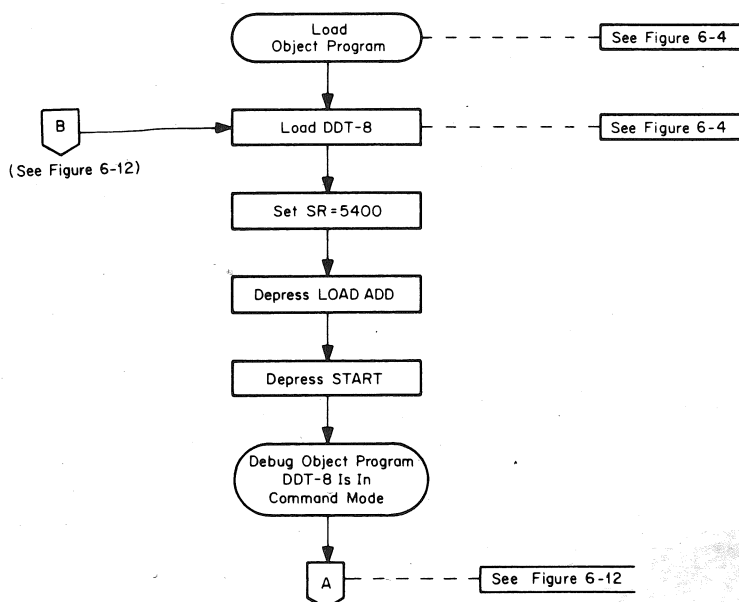 Load
Object Program
See Figure 6-4
B
(See Figure 6-12)
Load DDT-8
See Figure 6-4
Set SR=5400
Depress LOAD ADD
Depress START
Debug Object Program
DDT-8 Is In
Command Mode
A
See Figure 6-12